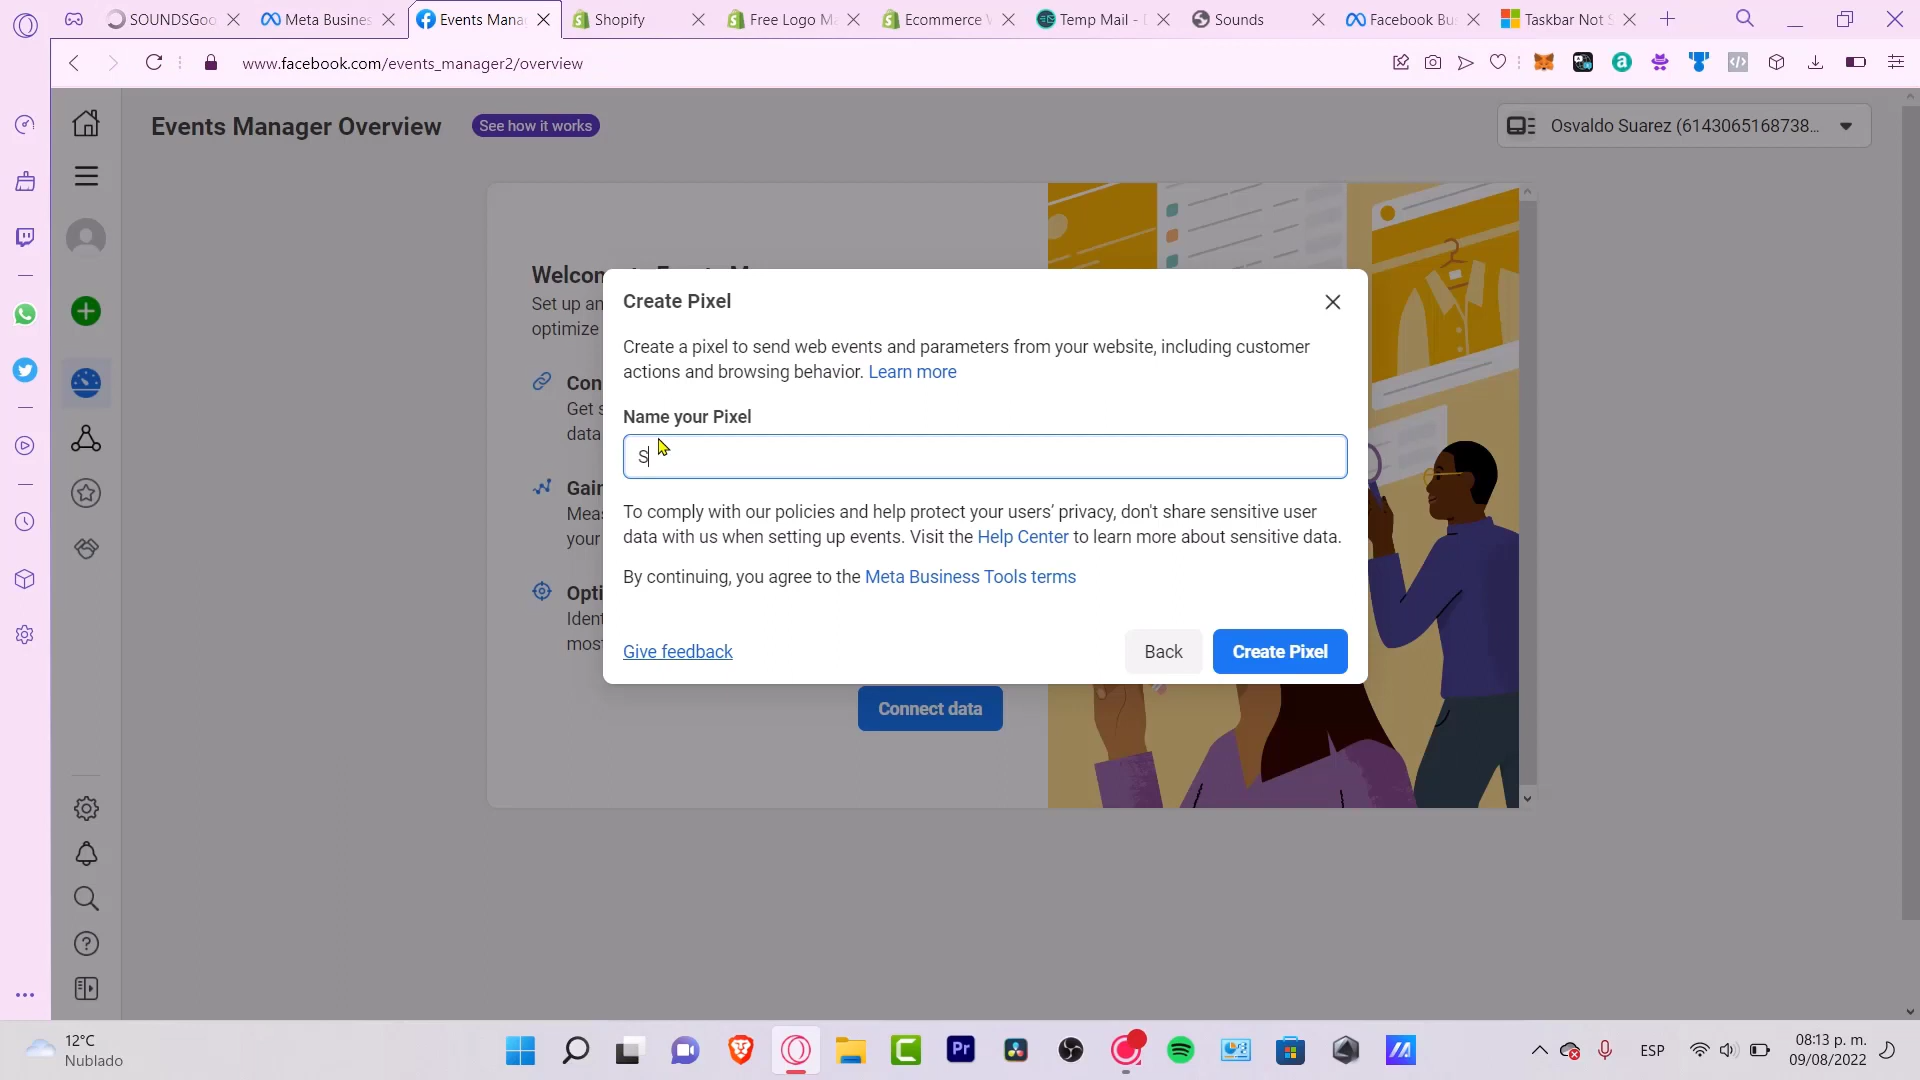 SOUNDSGoo
Meta Busines
Events Mana
Shopify
Free Logo Ma
Ecommerce
Temp Mail -
Sounds
Facebook Bus
Taskbar Not S
www.facebook.com/events_manager2/overview
Events Manager Overview
See how it works
Osvaldo Suarez (6143065168738...
Create Pixel
Create a pixel to send web events and parameters from your website, including customer
actions and browsing behavior. Learn more
Name your Pixel
S
To comply with our policies and help protect your users' privacy, don't share sensitive user
data with us when setting up events. Visit the Help Center to learn more about sensitive data.
By continuing, you agree to the Meta Business Tools terms
Give feedback
Back
Create Pixel
Set up an
optimize
Con
Get s
data
Gain
Meas
your
Opti
Iden
most
Connect data
12°C
Nublado
Pr
ESP
08:13 p. m.
09/08/2022